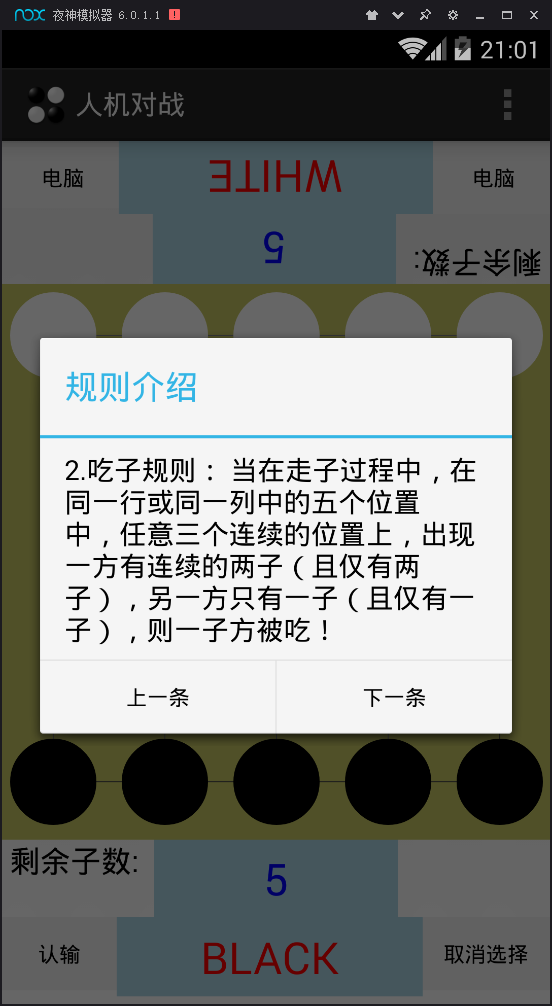 nox 夜神模拟器 6.0.1.1
21:01
人机对战
电脑 WHITE 电脑
5
剩余子数:
规则介绍
2.吃子规则： 当在走子过程中，在
同一行或同一列中的五个位置
中，任意三个连续的位置上，出现
一方有连续的两子（且仅有两
子），另一方只有一子（且仅有一
子），则一子方被吃！
上一条 下一条
剩余子数:
5
认输 BLACK 取消选择